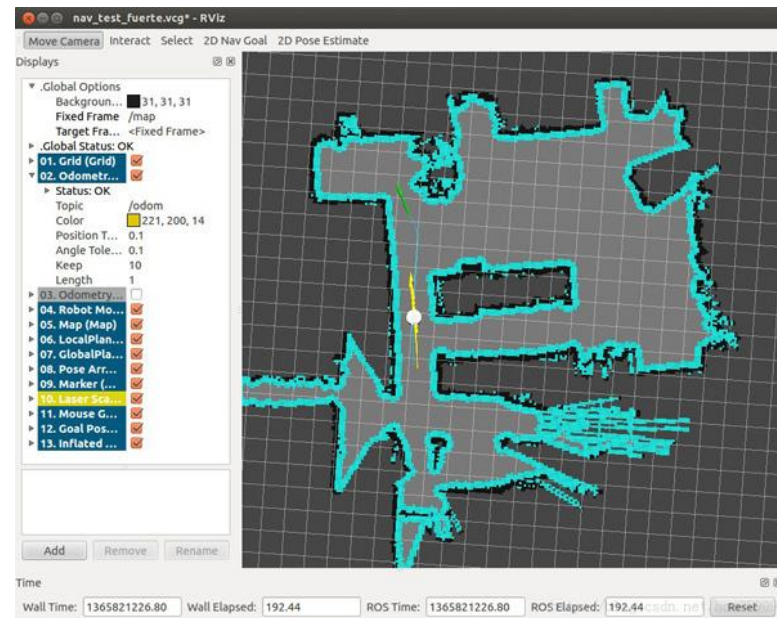 nav_test_fuerte.vcg* - RViz
Move Camera Interact Select 2D Nav Goal 2D Pose Estimate
Displays
.Global Options
Backgroun... 31, 31, 31
Fixed Frame /map
Target Fra... <Fixed Frame>
.Global Status: OK
01. Grid (Grid)
02. Odometr...
Status: OK
Topic /odom
Color 221, 200, 14
Position T... 0.1
Angle Tole... 0.1
Keep 10
Length 1
03. Odometry...
04. Robot Mo...
05. Map (Map)
06. LocalPlan...
07. GlobalPla...
08. Pose Arr...
09. Marker (...
10. Laser Sca...
11. Mouse G...
12. Goal Pos...
13. Inflated ...
Add Remove Rename
Time
Wall Time: 1365821226.80 Wall Elapsed: 192.44 ROS Time: 1365821226.80 ROS Elapsed: 192.44 Reset